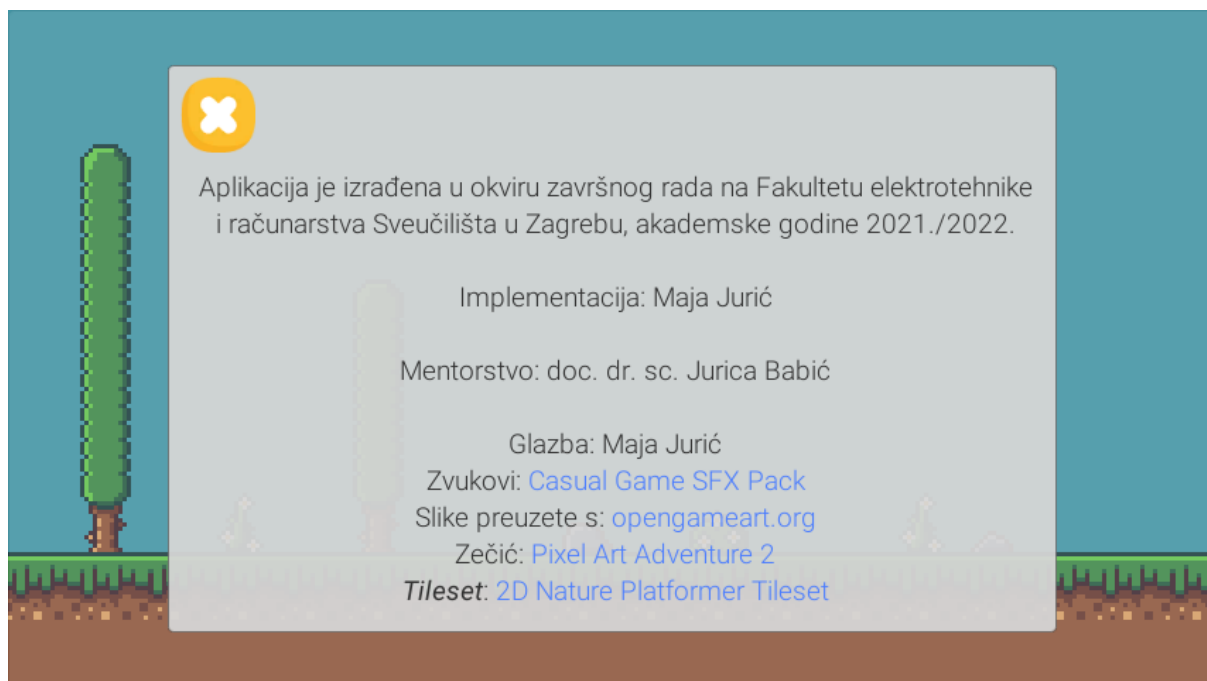 Aplikacija je izrađena u okviru završnog rada na Fakultetu elektrotehnike
i računarstva Sveučilišta u Zagrebu, akademske godine 2021./2022.
Implementacija: Maja Jurić
Mentorstvo: doc. dr. sc. Jurica Babić
Glazba: Maja Jurić
Zvukovi: Casual Game SFX Pack
Slike preuzete s: opengameart.org
Zečić: Pixel Art Adventure 2
Tileset: 2D Nature Platformer Tileset